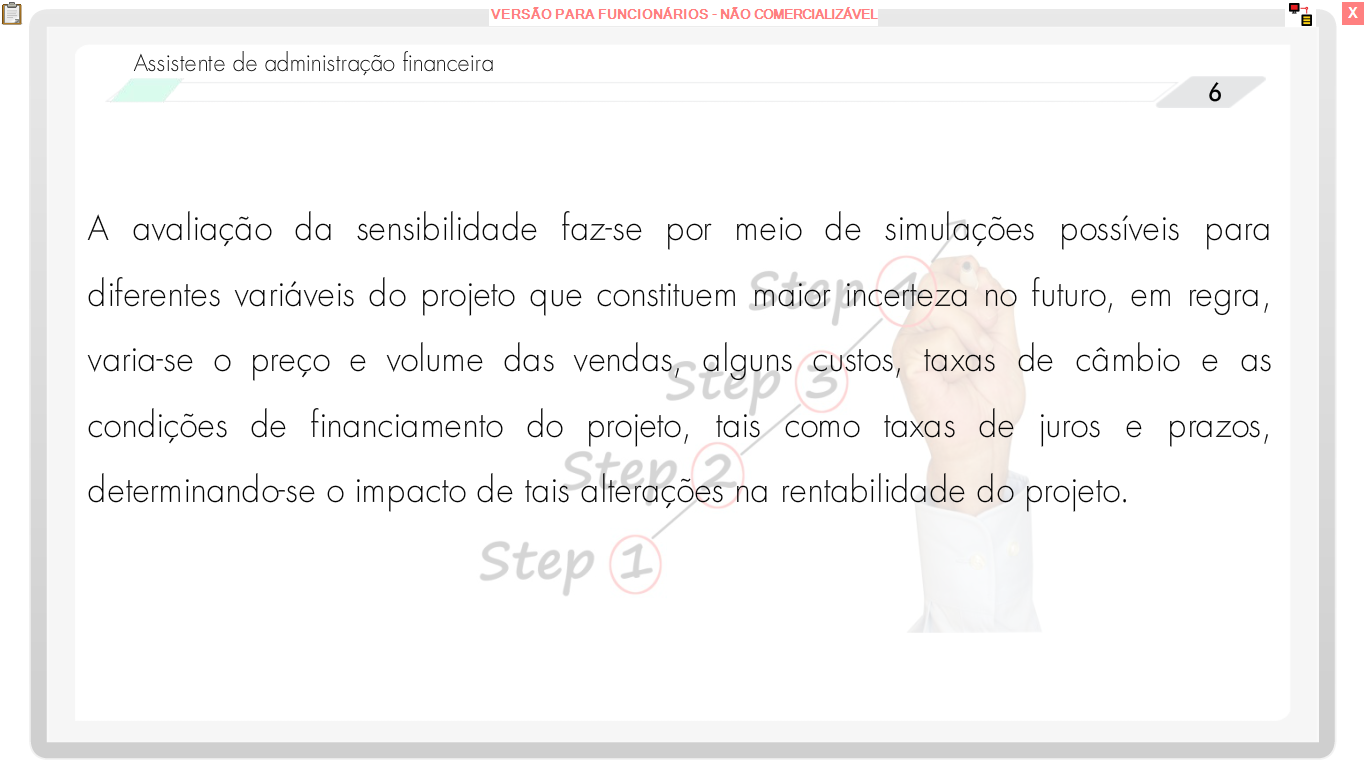 VERSÃO PARA FUNCIONÁRIOS - NÃO COMERCIALIZÁVEL
X
Assistente de administração financeira
6
A avaliação da sensibilidade faz-se por meio de simulações possíveis para
diferentes variáveis do projeto que constituem maior incerteza no futuro, em regra,
varia-se o preço e volume das vendas, alguns custos, taxas de câmbio e as
condições de financiamento do projeto, tais como taxas de juros e prazos,
determinando-se o impacto de tais alterações na rentabilidade do projeto.
Step 4
Step 3
Step 2
Step 1